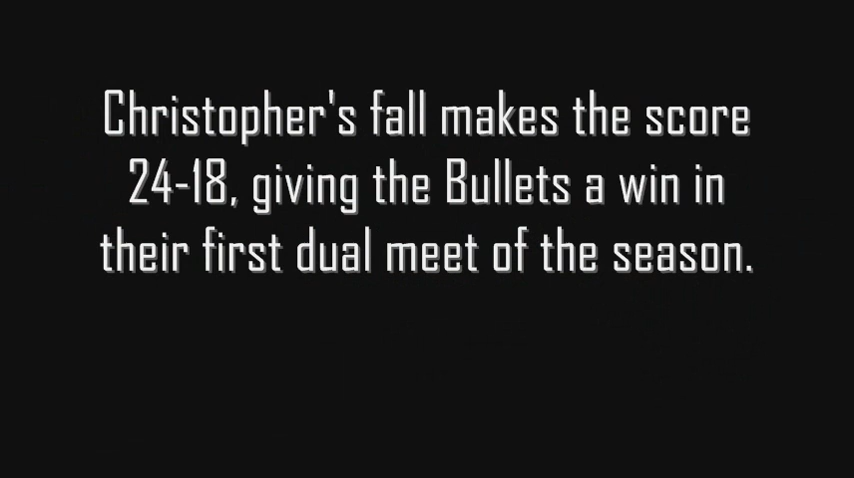 Christopher's fall makes the score
24-18, giving the Bullets a win in
their first dual meet of the season.